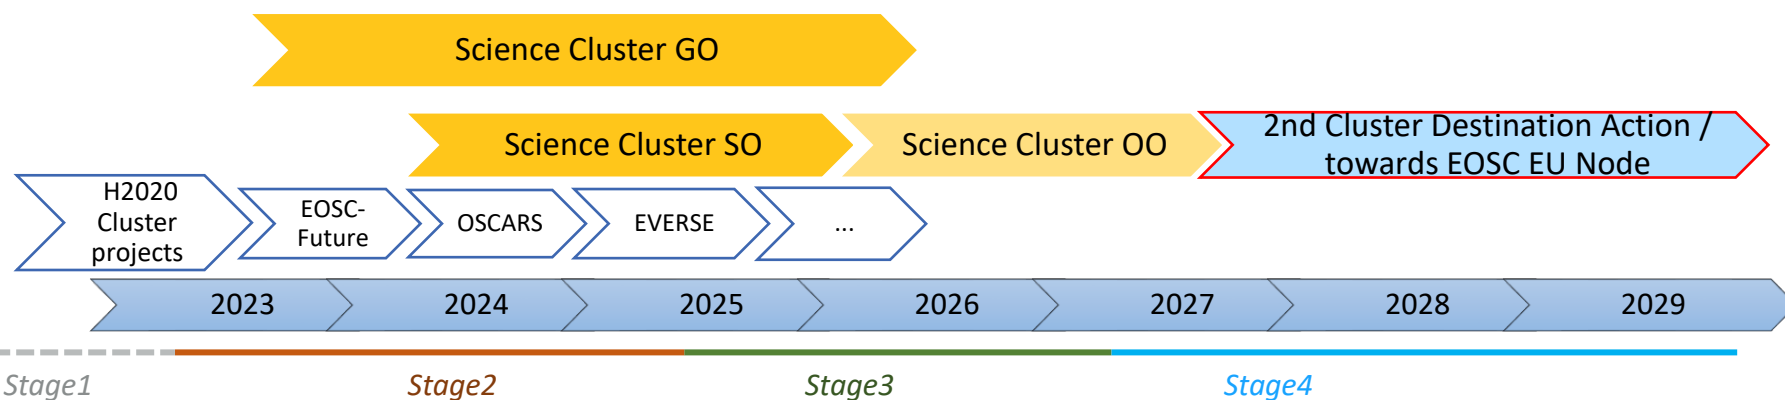 Science Cluster GO
Science Cluster SO
Science Cluster OO
2nd Cluster Destination Action /
towards EOSC EU Node
H2020
Cluster
projects
EOSC-
Future
OSCARS
EVERSE
...
2023
2024
2025
2026
2027
2028
2029
Stage1
Stage2
Stage3
Stage4